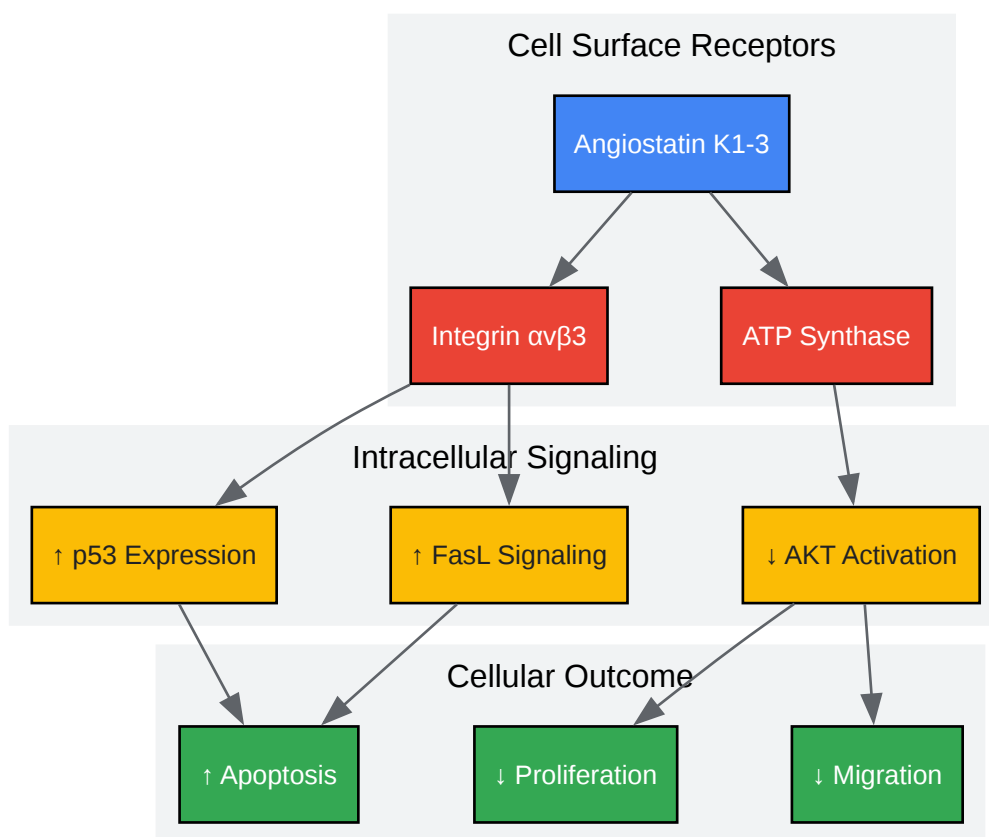 Cell Surface Receptors
Angiostatin K1-3
Integrin αvβ3
ATP Synthase
Intracellular Signaling
↑ p53 Expression
↑ FasL Signaling
↓ AKT Activation
Cellular Outcome
↑ Apoptosis
↓ Proliferation
↓ Migration